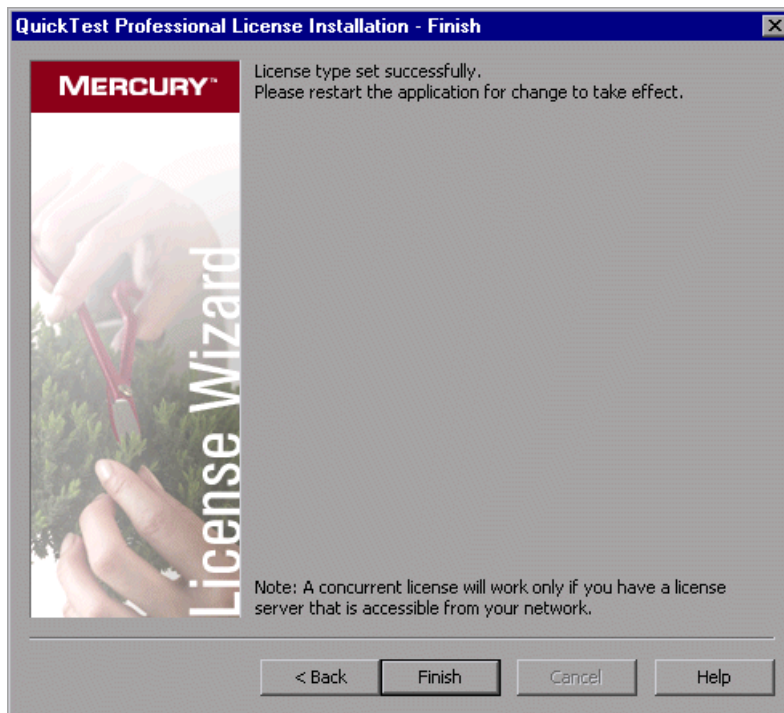 QuickTest Professional License Installation - Finish
MERCURY™
License Wizard
License type set successfully.
Please restart the application for change to take effect.
Note: A concurrent license will work only if you have a license
server that is accessible from your network.
< Back
Finish
Cancel
Help